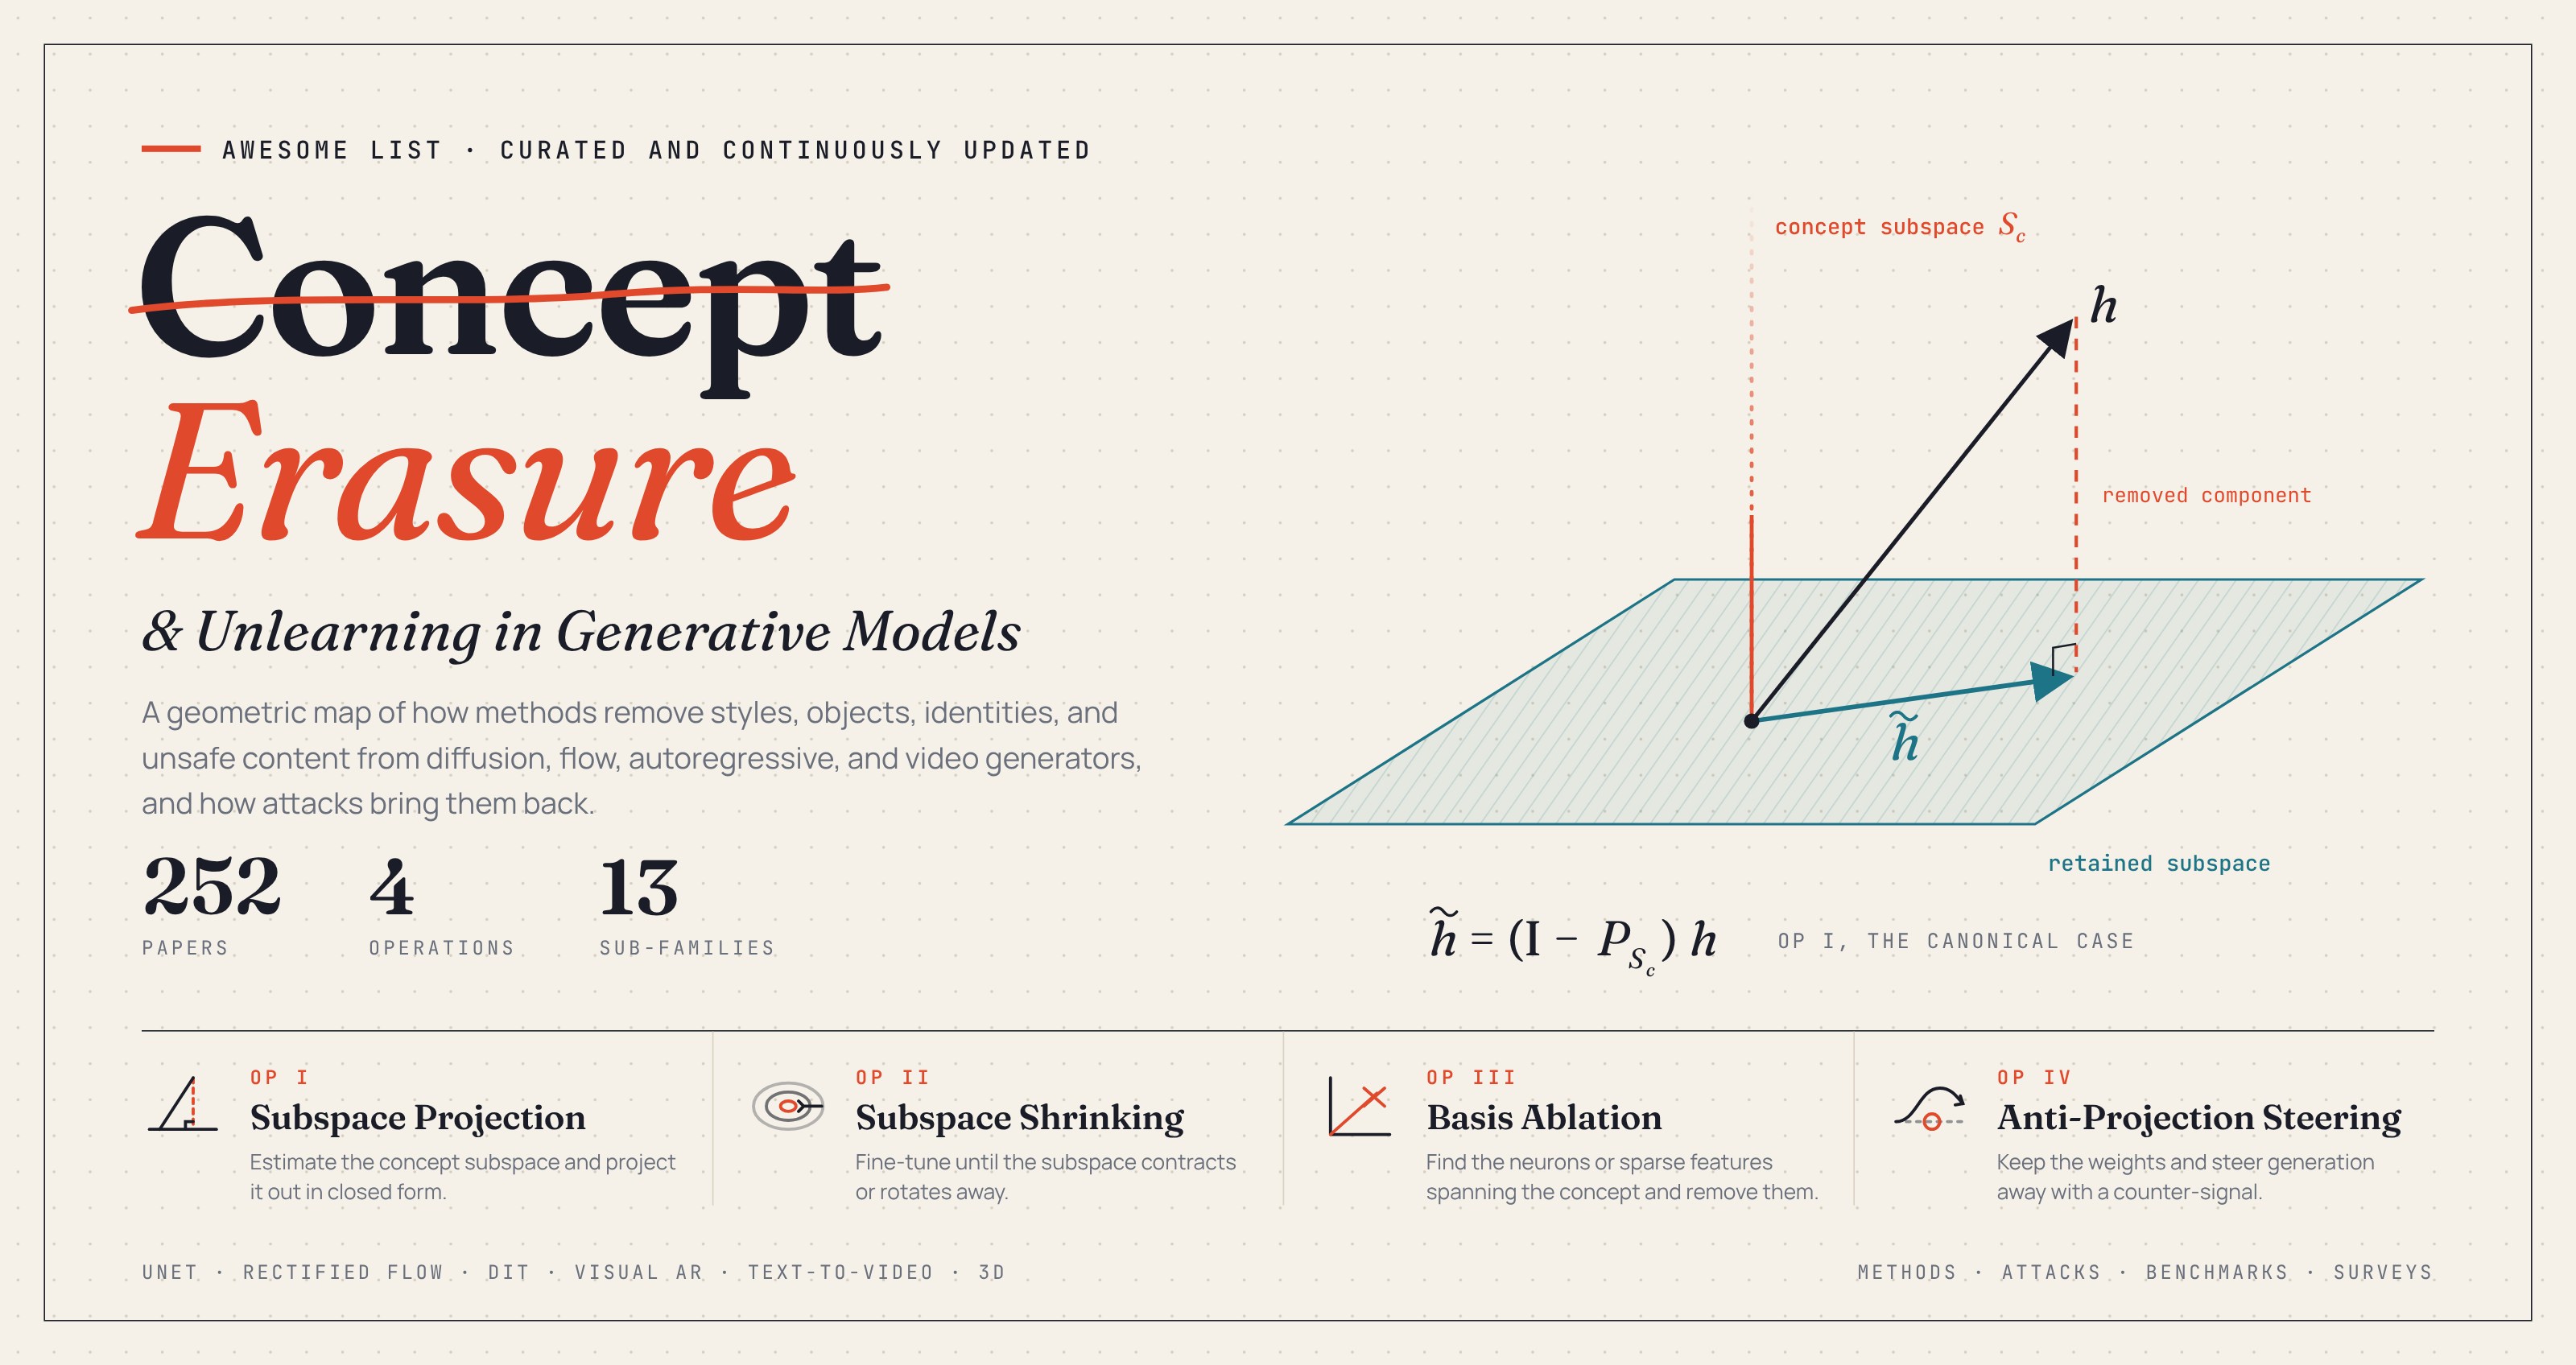 AWESOME LIST · CURATED AND CONTINUOUSLY UPDATED
Concept
Erasure
& Unlearning in Generative Models
A geometric map of how methods remove styles, objects, identities, and
unsafe content from diffusion, flow, autoregressive, and video generators,
and how attacks bring them back.
252
PAPERS
4
OPERATIONS
13
SUB-FAMILIES
concept subspace S_c
h
removed component
h̃
retained subspace
h̃ = (I − P_{S_c}) h
OP I, THE CANONICAL CASE
OP I
Subspace Projection
Estimate the concept subspace and project
it out in closed form.
OP II
Subspace Shrinking
Fine-tune until the subspace contracts
or rotates away.
OP III
Basis Ablation
Find the neurons or sparse features
spanning the concept and remove them.
OP IV
Anti-Projection Steering
Keep the weights and steer generation
away with a counter-signal.
UNET · RECTIFIED FLOW · DIT · VISUAL AR · TEXT-TO-VIDEO · 3D
METHODS · ATTACKS · BENCHMARKS · SURVEYS